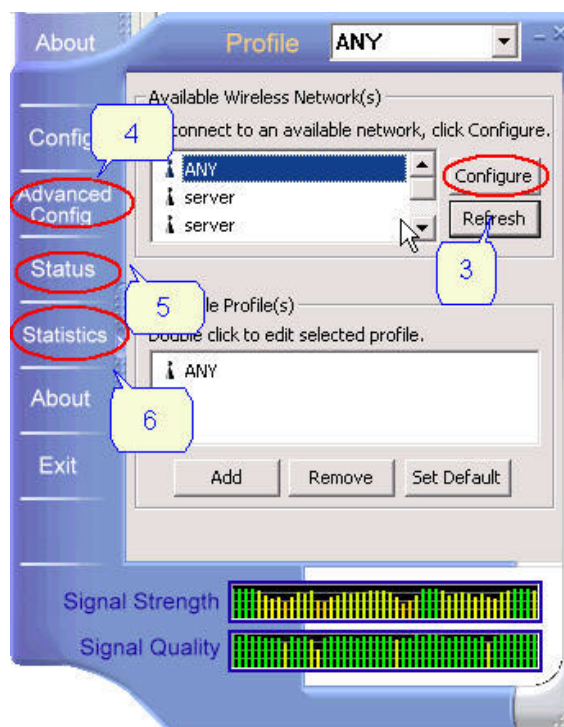 About
Profile ANY
Available Wireless Network(s)
connect to an available network, click Configure.
Config
4
ANY
server
server
Configure
Refresh
3
Advanced
Config
Status
5
le Profile(s)
Double click to edit selected profile.
Statistics
ANY
6
About
Exit
Add Remove Set Default
Signal Strength
Signal Quality